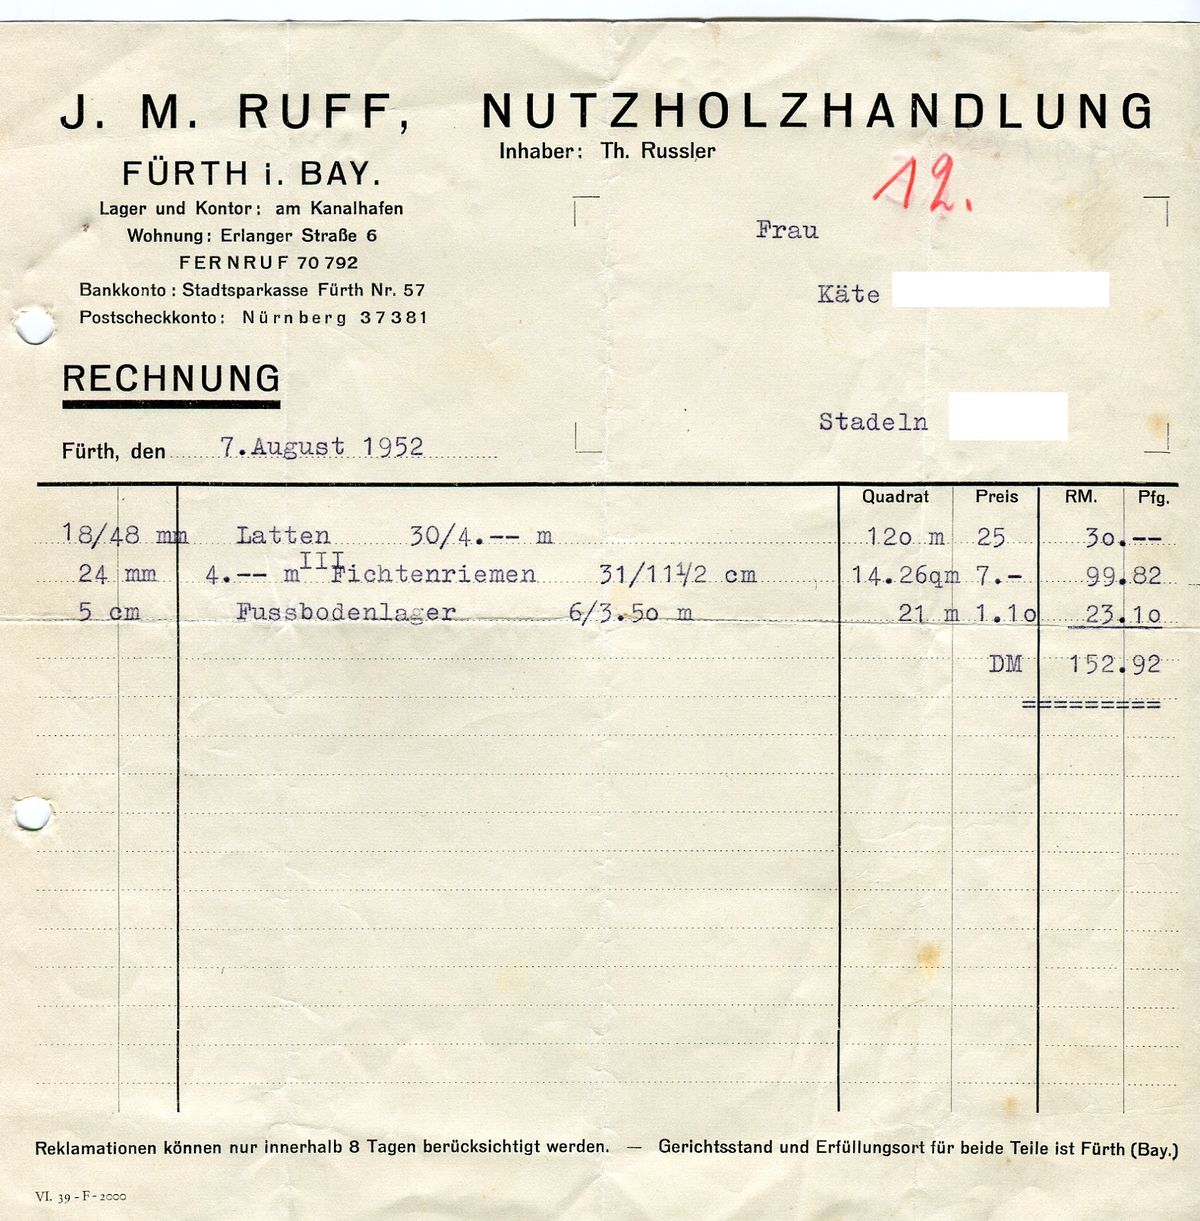 J. M. RUFF, NUTZHOLZHANDLUNG
Inhaber: Th. Russler
FÜRTH i. BAY.
Lager und Kontor: am Kanalhafen
Wohnung: Erlanger Straße 6
FERNRUF 70 792
Bankkonto: Stadtsparkasse Fürth Nr. 57
Postscheckkonto: Nürnberg 37381
12.
Frau
Käte
Stadeln
RECHNUNG
Fürth, den 7.August 1952
Quadrat Preis RM. Pfg.
18/48 mm Latten 30/4.-- m 12o m 25 3o.--
24 mm 4.-- m III Fichtenriemen 31/11 1/2 cm 14.26qm 7.- 99.82
5 cm Fussbodenlager 6/3.5o m 21 m 1.1o 23.1o
DM 152.92
=========
Reklamationen können nur innerhalb 8 Tagen berücksichtigt werden. — Gerichtsstand und Erfüllungsort für beide Teile ist Fürth (Bay.)
VI. 39 - F - 2000